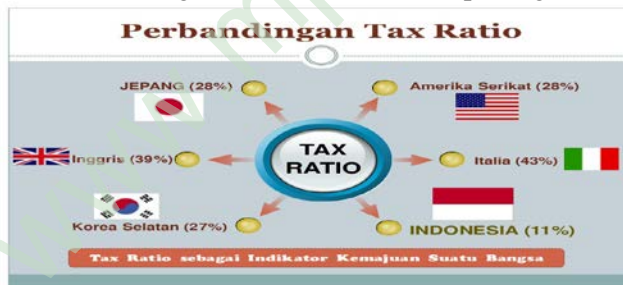 Perbandingan Tax Ratio
JEPANG (28%)
Amerika Serikat (28%)
Inggris (39%)
TAX
RATIO
Italia (43%)
Korea Selatan (27%)
INDONESIA (11%)
Tax Ratio sebagai Indikator Kemajuan Suatu Bangsa